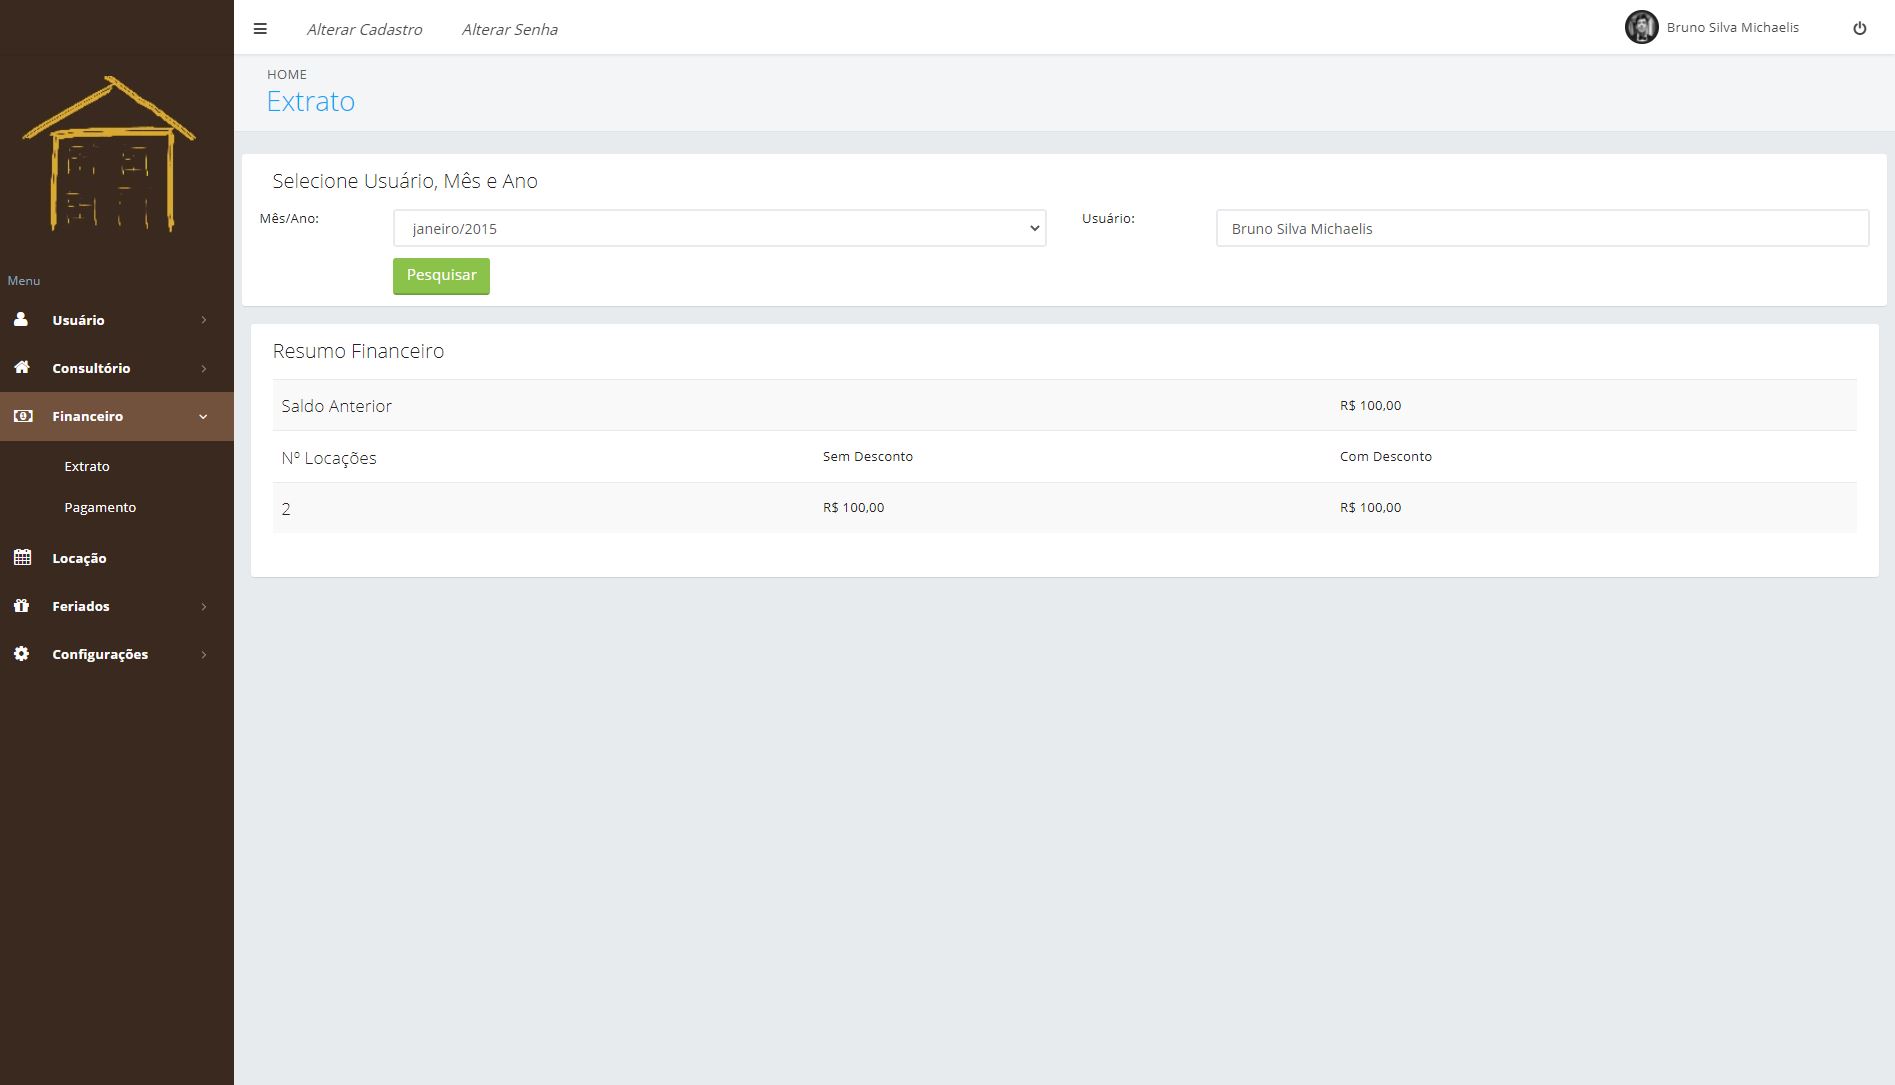 Alterar Cadastro Alterar Senha Bruno Silva Michaelis
HOME
Extrato
Menu
Usuário
Consultório
Financeiro
Extrato
Pagamento
Locação
Feriados
Configurações
Selecione Usuário, Mês e Ano
Mês/Ano: janeiro/2015 Usuário: Bruno Silva Michaelis
Pesquisar
Resumo Financeiro
Saldo Anterior R$ 100,00
Nº Locações Sem Desconto Com Desconto
2 R$ 100,00 R$ 100,00